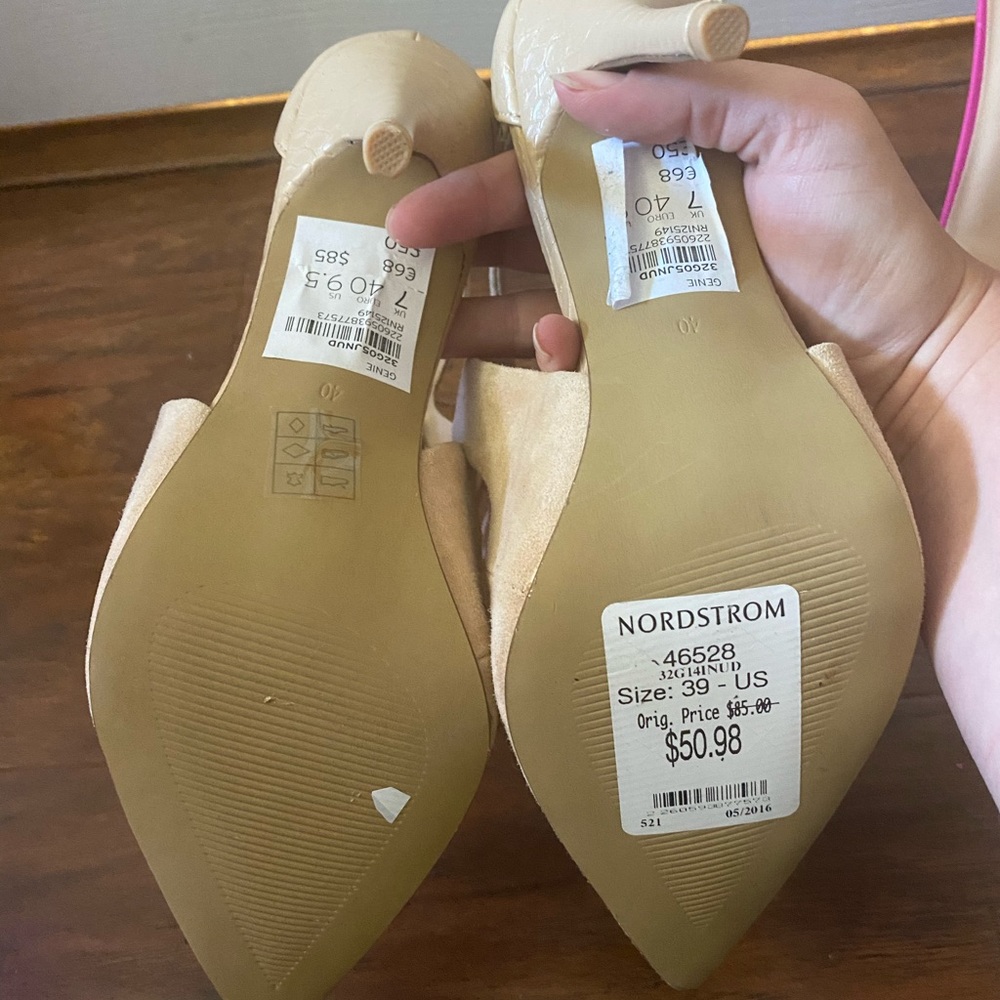 GENIE
32G05JNUD
2260593877573
RN125149
7 40 9.5
UK EURO US
€68 $85
£50
40
GENIE
32G05JNUD
226059387757
RN125149
7 40
UK EURO
€68
£50
40
NORDSTROM
46528
32G141NUD
Size: 39 - US
Orig. Price $85.00
$50.98
521 05/2016